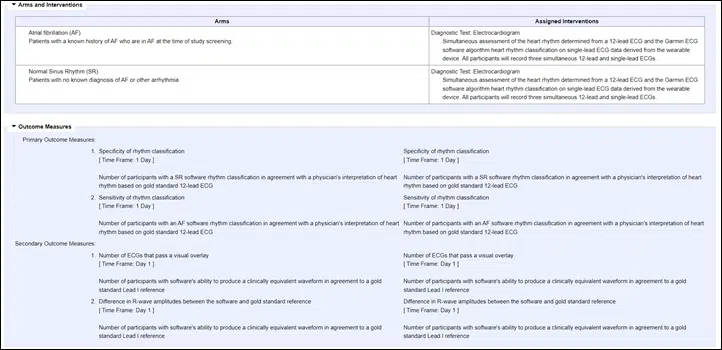 Arms and Interventions
Arms
Assigned Interventions
Atrial fibrillation (AF)
Patients with a known history of AF who are in AF at the time of study screening.
Diagnostic Test: Electrocardiogram
Simultaneous assessment of the heart rhythm determined from a 12-lead ECG and the Garmin ECG
software algorithm heart rhythm classification on single-lead ECG data derived from the wearable
device. All participants will record three simultaneous 12-lead and single-lead ECGs.
Normal Sinus Rhythm (SR)
Patients with no known diagnosis of AF or other arrhythmia
Diagnostic Test: Electrocardiogram
Simultaneous assessment of the heart rhythm determined from a 12-lead ECG and the Garmin ECG
software algorithm heart rhythm classification on single-lead ECG data derived from the wearable
device. All participants will record three simultaneous 12-lead and single-lead ECGs.
Outcome Measures
Primary Outcome Measures:
1. Specificity of rhythm classification
[ Time Frame: 1 Day ]
Number of participants with a SR software rhythm classification in agreement with a physician's interpretation of heart
rhythm based on gold standard 12-lead ECG
Specificity of rhythm classification
[ Time Frame: 1 Day ]
Number of participants with a SR software rhythm classification in agreement with a physician's interpretation of heart
rhythm based on gold standard 12-lead ECG
2. Sensitivity of rhythm classification
[ Time Frame: 1 Day ]
Number of participants with an AF software rhythm classification in agreement with a physician's interpretation of heart
rhythm based on gold standard 12-lead ECG
Sensitivity of rhythm classification
[ Time Frame: 1 Day ]
Number of participants with an AF software rhythm classification in agreement with a physician's interpretation of heart
rhythm based on gold standard 12-lead ECG
Secondary Outcome Measures:
1. Number of ECGs that pass a visual overlay
[ Time Frame: Day 1 ]
Number of participants with software's ability to produce a clinically equivalent waveform in agreement to a gold
standard Lead I reference
Number of ECGs that pass a visual overlay
[ Time Frame: Day 1 ]
Number of participants with software's ability to produce a clinically equivalent waveform in agreement to a gold
standard Lead I reference
2. Difference in R-wave amplitudes between the software and gold standard reference
[ Time Frame: Day 1 ]
Number of participants with software's ability to produce a clinically equivalent waveform in agreement to a gold
standard Lead I reference
Difference in R-wave amplitudes between the software and gold standard reference
[ Time Frame: Day 1 ]
Number of participants with software's ability to produce a clinically equivalent waveform in agreement to a gold
standard Lead I reference